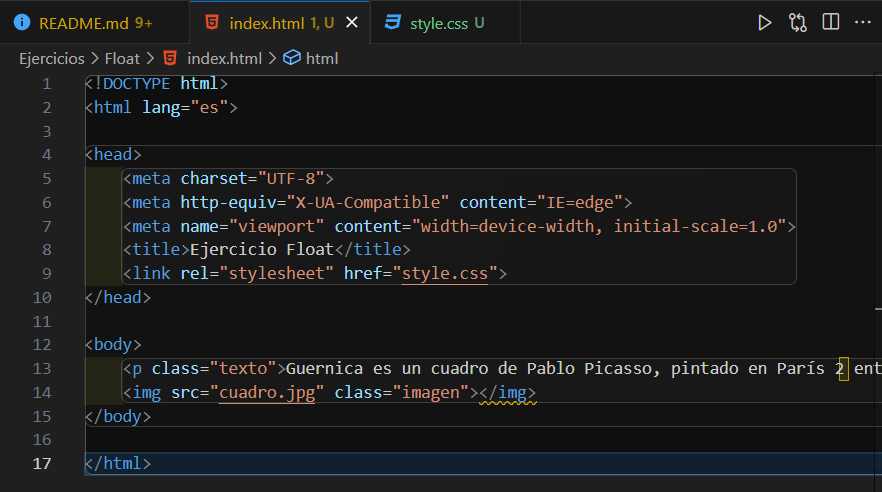 README.md 9+ index.html 1, U style.css U
Ejercicios > Float > index.html > html
1 <!DOCTYPE html>
2 <html lang="es">
3
4 <head>
5 <meta charset="UTF-8">
6 <meta http-equiv="X-UA-Compatible" content="IE=edge">
7 <meta name="viewport" content="width=device-width, initial-scale=1.0">
8 <title>Ejercicio Float</title>
9 <link rel="stylesheet" href="style.css">
10 </head>
11
12 <body>
13 <p class="texto">Guernica es un cuadro de Pablo Picasso, pintado en París 2 ent
14 <img src="cuadro.jpg" class="imagen"></img>
15 </body>
16
17 </html>